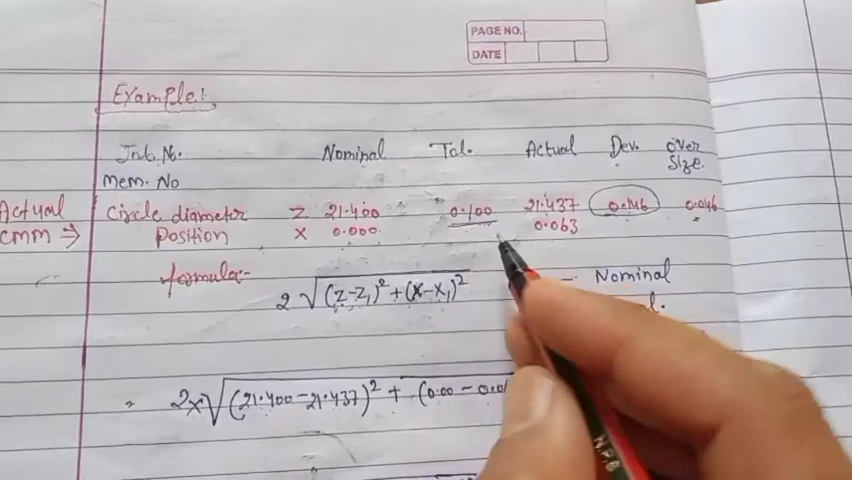 PAGE NO.
DATE
Example:
Job No. Nominal Tol. Actual Dev. over size.
mem. No
Actual Circle diameter Z 21.400 0.100 21.437 0.146 0.046
cmm ⇒ Position X 0.000 0.063
formula:- — Nominal
2√(Z-Z₁)²+(X-X₁)²
= 2×√(21.400-21.437)²+(0.00-0.0
N.P.B